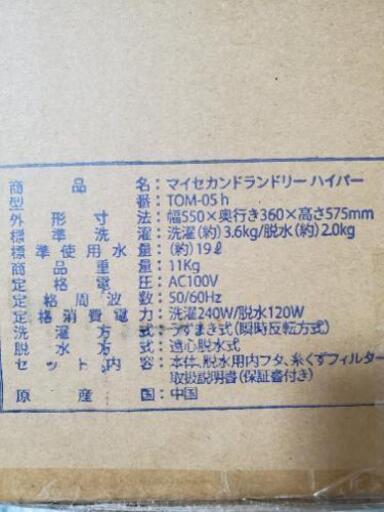 商品名：マイセカンドランドリー ハイパー
型番：TOM-05 h
外形寸法：幅550×奥行き360×高さ575mm
標準洗濯：洗濯(約)3.6kg/脱水(約)2.0kg
標準使用水量：(約)19ℓ
商品重量：11Kg
定格電圧：AC100V
定格周波数：50/60Hz
定格消費電力：洗濯240W/脱水120W
洗濯方式：うずまき式(瞬時反転方式)
脱水方式：遠心脱水式
セット内容：本体、脱水用内フタ、糸くずフィルター
取扱説明書(保証書付き)
原産国：中国